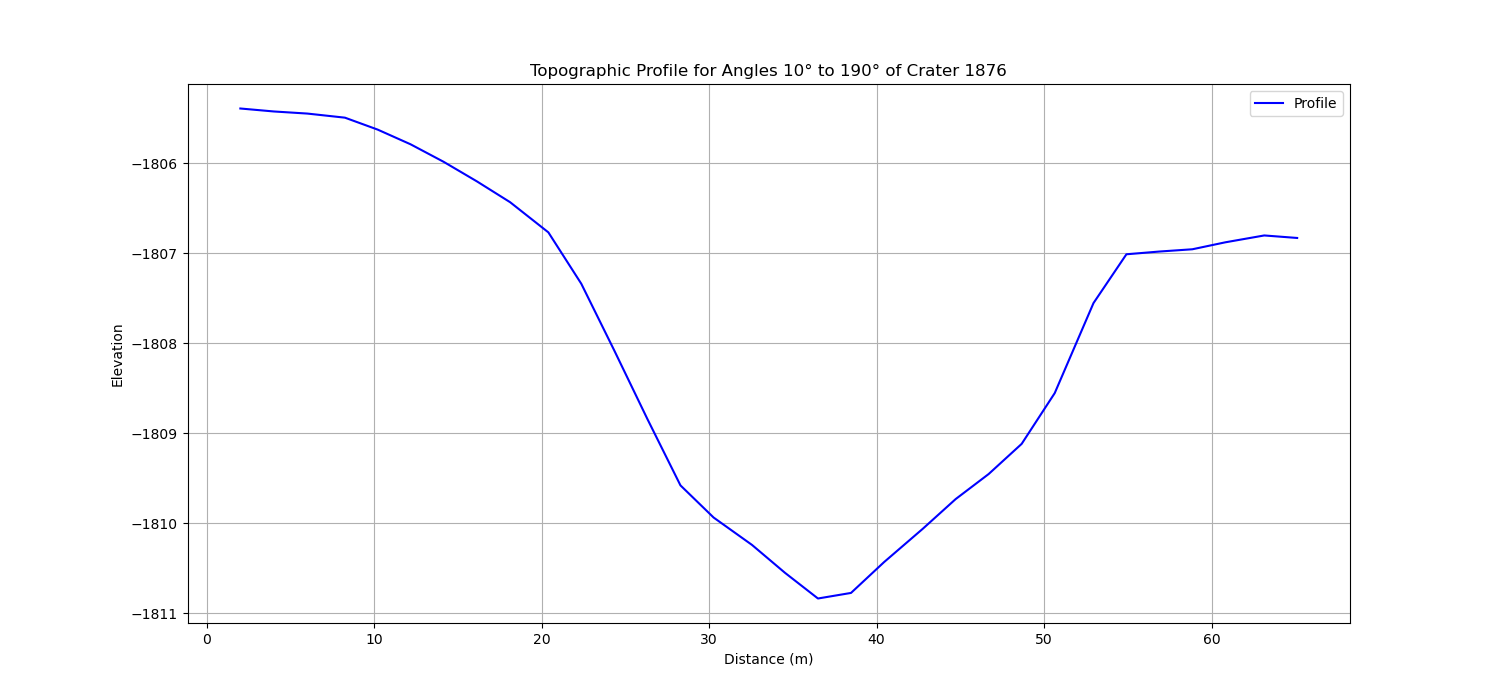 Topographic Profile for Angles 10° to 190° of Crater 1876
Profile
−1806
−1807
−1808
−1809
−1810
−1811
Elevation
0 10 20 30 40 50 60
Distance (m)